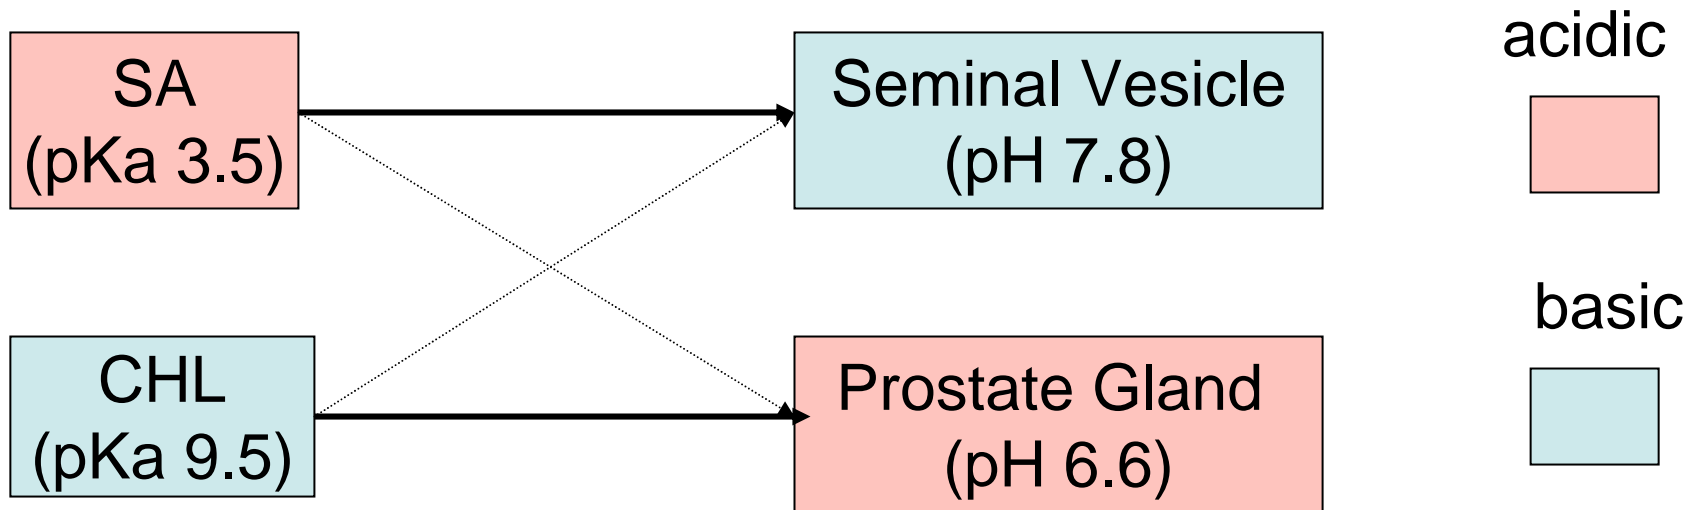 SA
(pKa 3.5)
Seminal Vesicle
(pH 7.8)
acidic
CHL
(pKa 9.5)
Prostate Gland
(pH 6.6)
basic